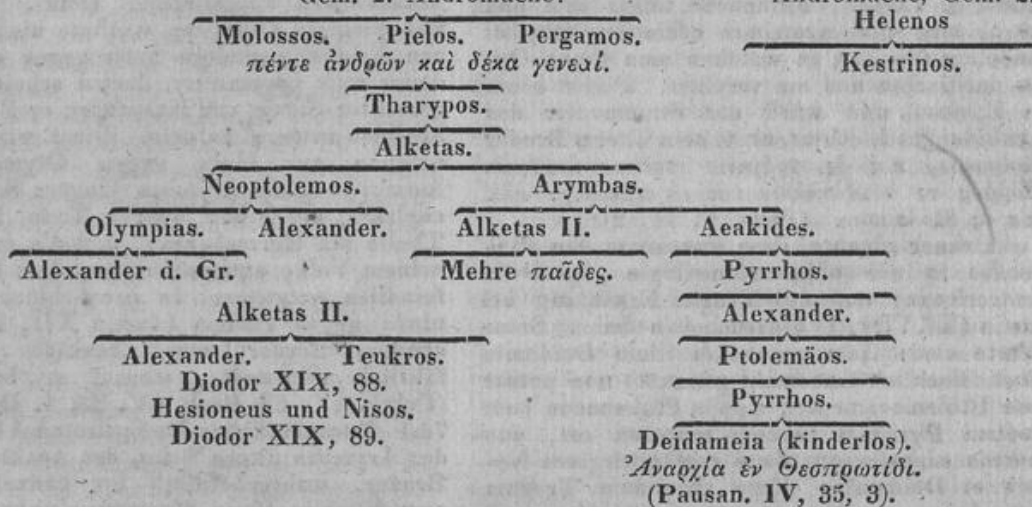 Helenos
Molossos. Pielos. Pergamos.
Kestrinos.
πέντε ἀνδρῶν καὶ δέκα γενεαί.
Tharypos.
Alketas.
Neoptolemos. Arymbas.
Olympias. Alexander. Alketas II. Aeakides.
Alexander d. Gr. Mehre παῖδες. Pyrrhos.
Alketas II. Alexander.
Alexander. Teukros. Ptolemäos.
Diodor XIX, 88.
Hesioneus und Nisos. Pyrrhos.
Diodor XIX, 89. Deidameia (kinderlos).
Ἀναρχία ἐν Θεσπρωτίδι.
(Pausan. IV, 35, 3).